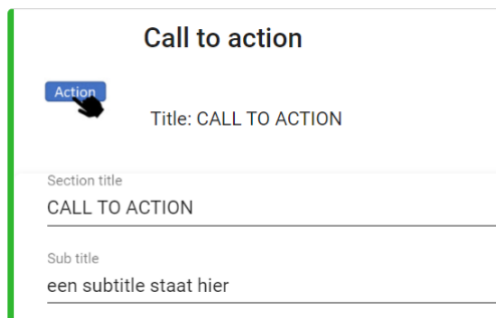 Call to action
Action
Title: CALL TO ACTION
Section title
CALL TO ACTION
Sub title
een subtitle staat hier